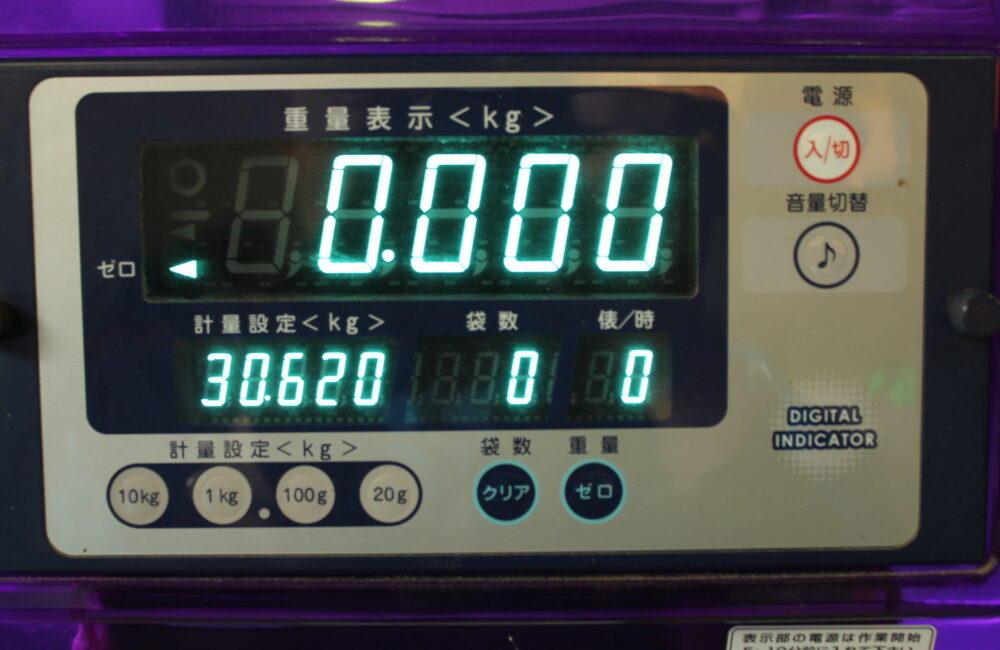 重量表示<kg>
電源
入/切
0.000
音量切替
ゼロ
計量設定<kg>
袋数
俵/時
30.620
0
0
DIGITAL
INDICATOR
計量設定<kg>
袋数
重量
10kg
1kg
100g
20g
クリア
ゼロ
表示部の電源は作業開始